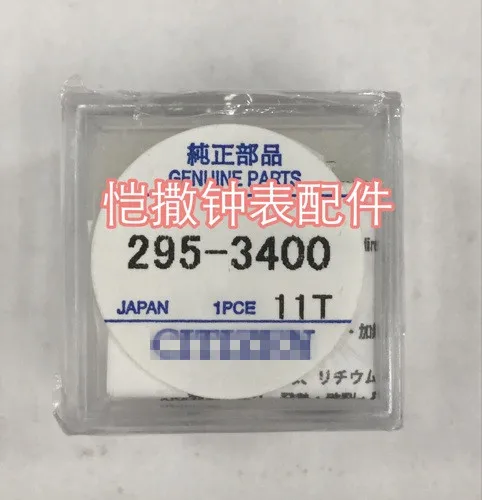 純正部品
GENUINE PARTS
恺撒钟表配件
295-3400
JAPAN 1PCE 11T
CITIZEN
リチウム